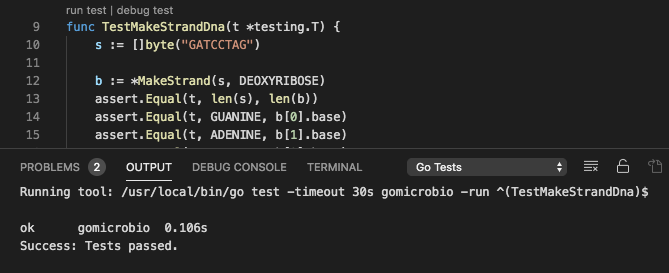 run test | debug test
9 func TestMakeStrandDna(t *testing.T) {
10 s := []byte("GATCCTAG")
11
12 b := *MakeStrand(s, DEOXYRIBOSE)
13 assert.Equal(t, len(s), len(b))
14 assert.Equal(t, GUANINE, b[0].base)
15 assert.Equal(t, ADENINE, b[1].base)
PROBLEMS 2 OUTPUT DEBUG CONSOLE TERMINAL Go Tests
Running tool: /usr/local/bin/go test -timeout 30s gomicrobio -run ^(TestMakeStrandDna)$
ok gomicrobio 0.106s
Success: Tests passed.